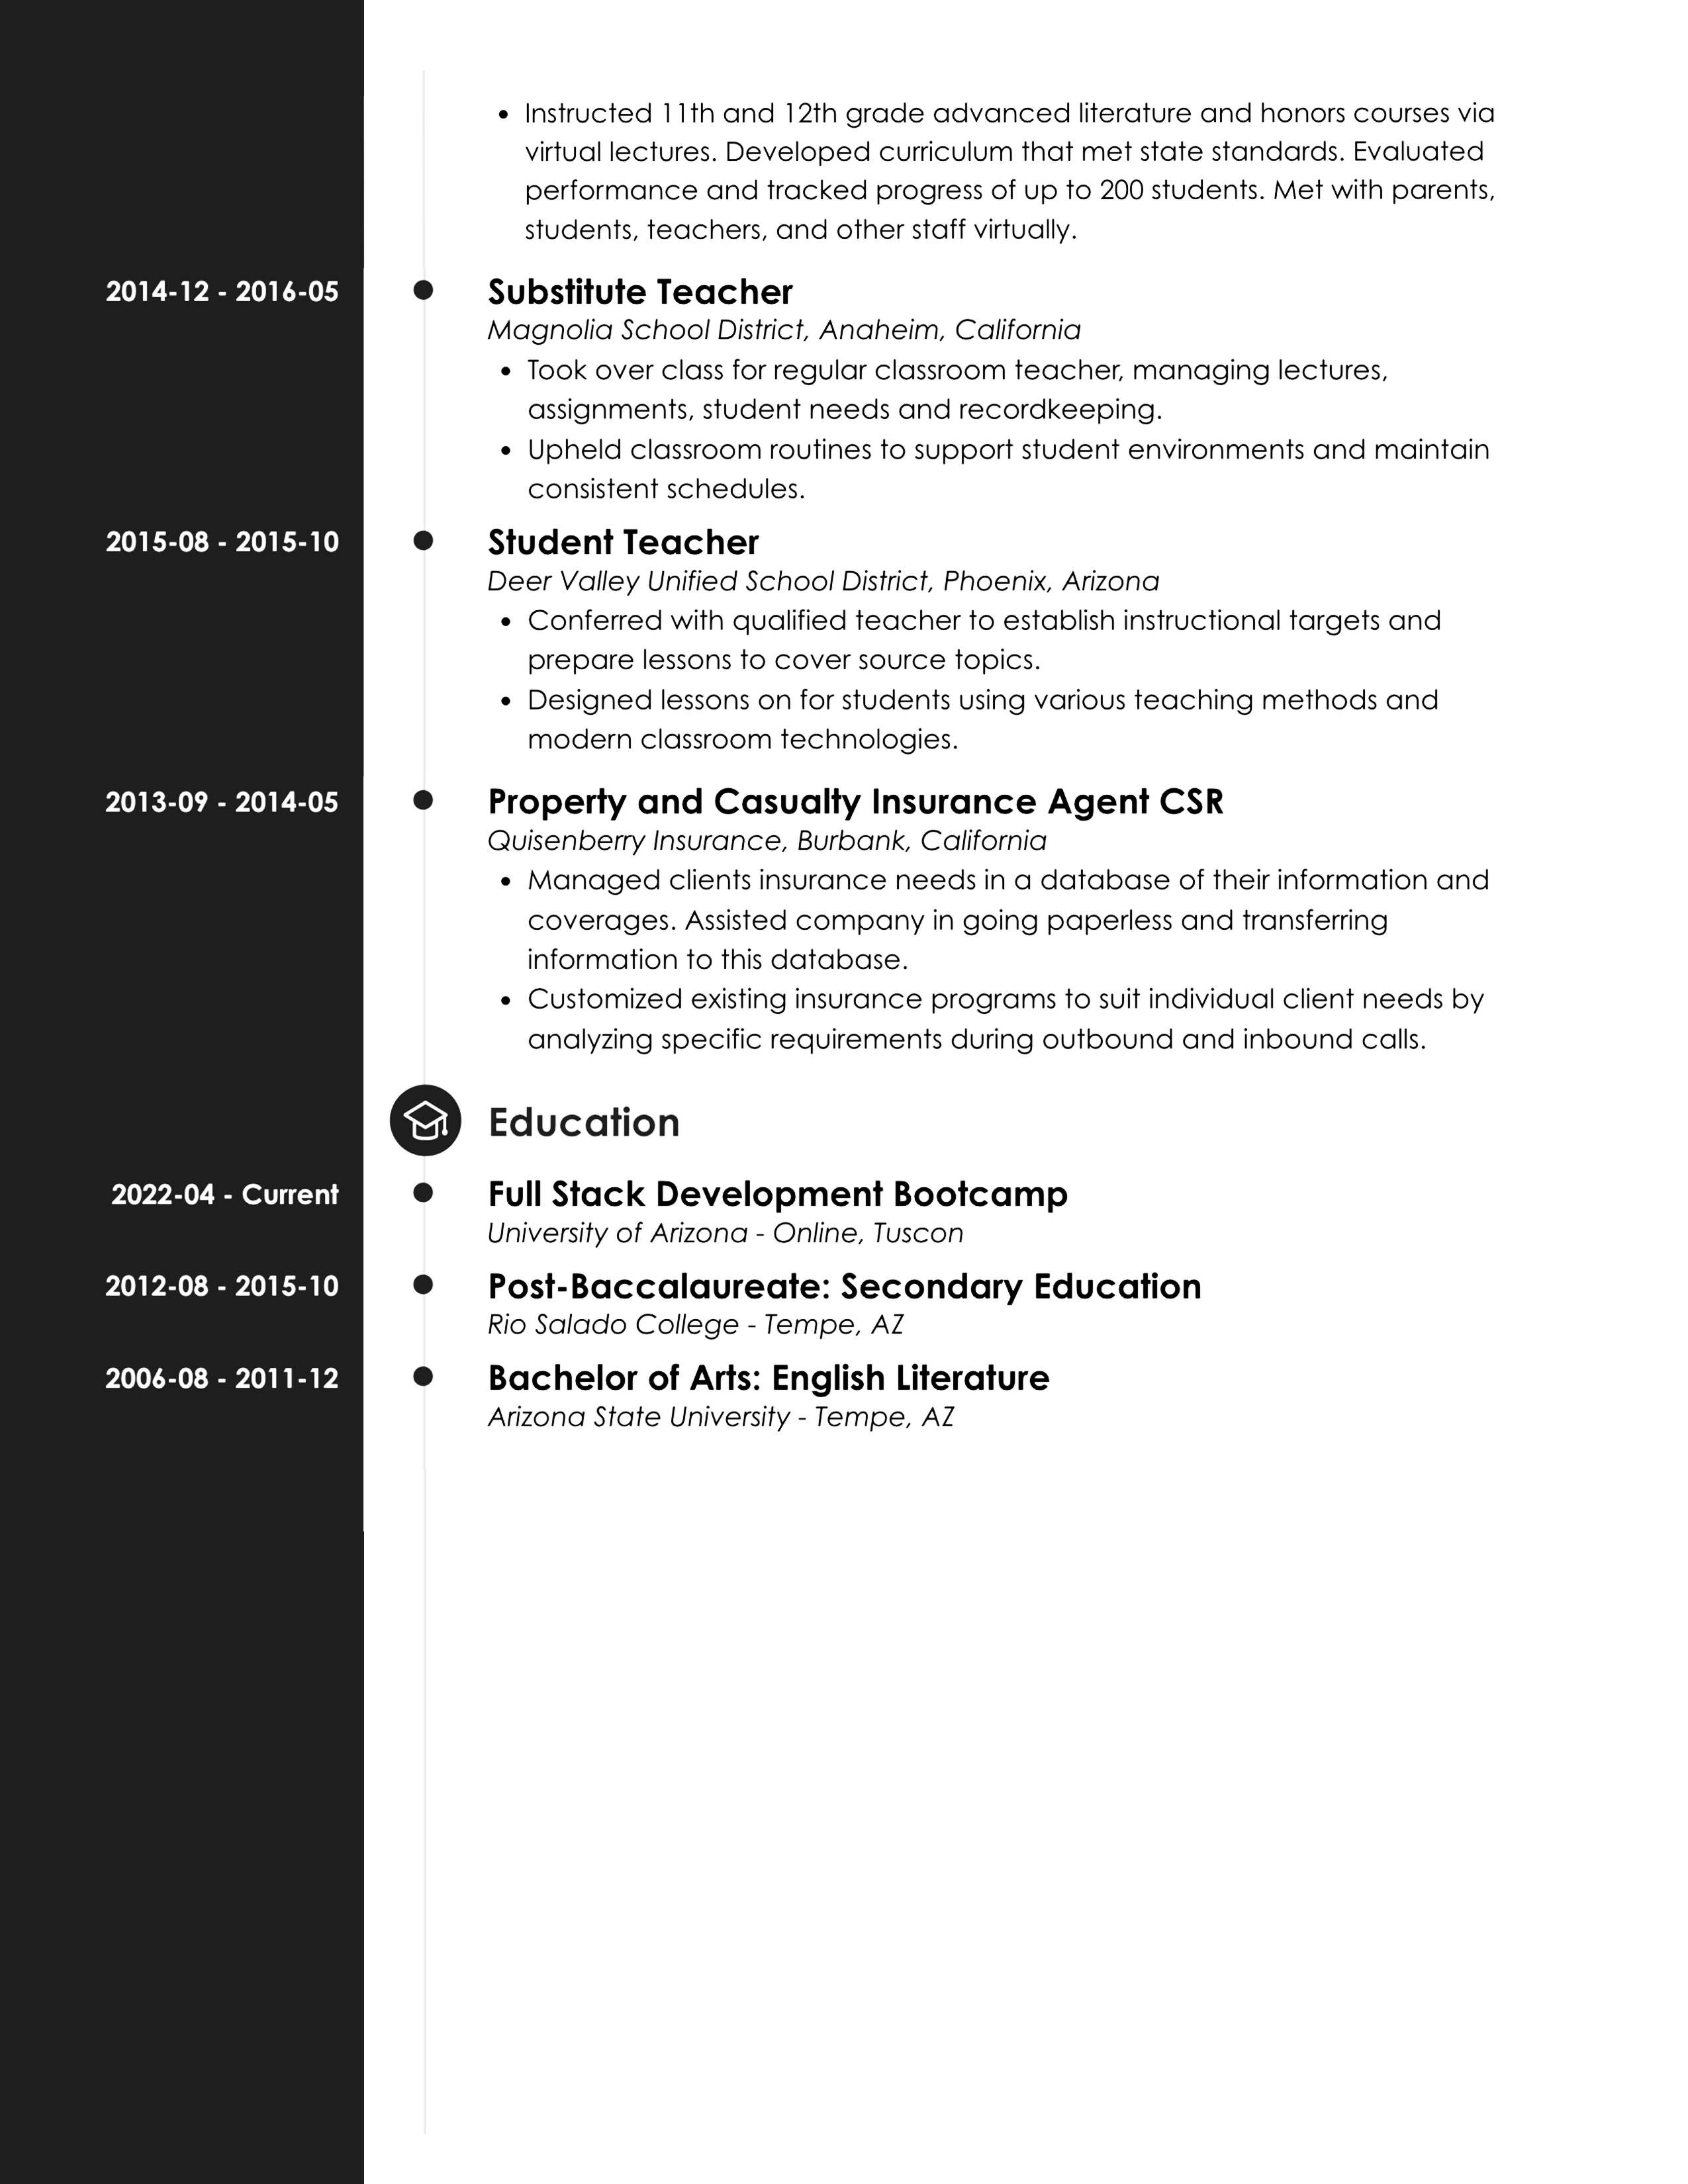 • Instructed 11th and 12th grade advanced literature and honors courses via
virtual lectures. Developed curriculum that met state standards. Evaluated
performance and tracked progress of up to 200 students. Met with parents,
students, teachers, and other staff virtually.
2014-12 - 2016-05
Substitute Teacher
Magnolia School District, Anaheim, California
• Took over class for regular classroom teacher, managing lectures,
assignments, student needs and recordkeeping.
• Upheld classroom routines to support student environments and maintain
consistent schedules.
2015-08 - 2015-10
Student Teacher
Deer Valley Unified School District, Phoenix, Arizona
• Conferred with qualified teacher to establish instructional targets and
prepare lessons to cover source topics.
• Designed lessons on for students using various teaching methods and
modern classroom technologies.
2013-09 - 2014-05
Property and Casualty Insurance Agent CSR
Quisenberry Insurance, Burbank, California
• Managed clients insurance needs in a database of their information and
coverages. Assisted company in going paperless and transferring
information to this database.
• Customized existing insurance programs to suit individual client needs by
analyzing specific requirements during outbound and inbound calls.
Education
2022-04 - Current
Full Stack Development Bootcamp
University of Arizona - Online, Tuscon
2012-08 - 2015-10
Post-Baccalaureate: Secondary Education
Rio Salado College - Tempe, AZ
2006-08 - 2011-12
Bachelor of Arts: English Literature
Arizona State University - Tempe, AZ